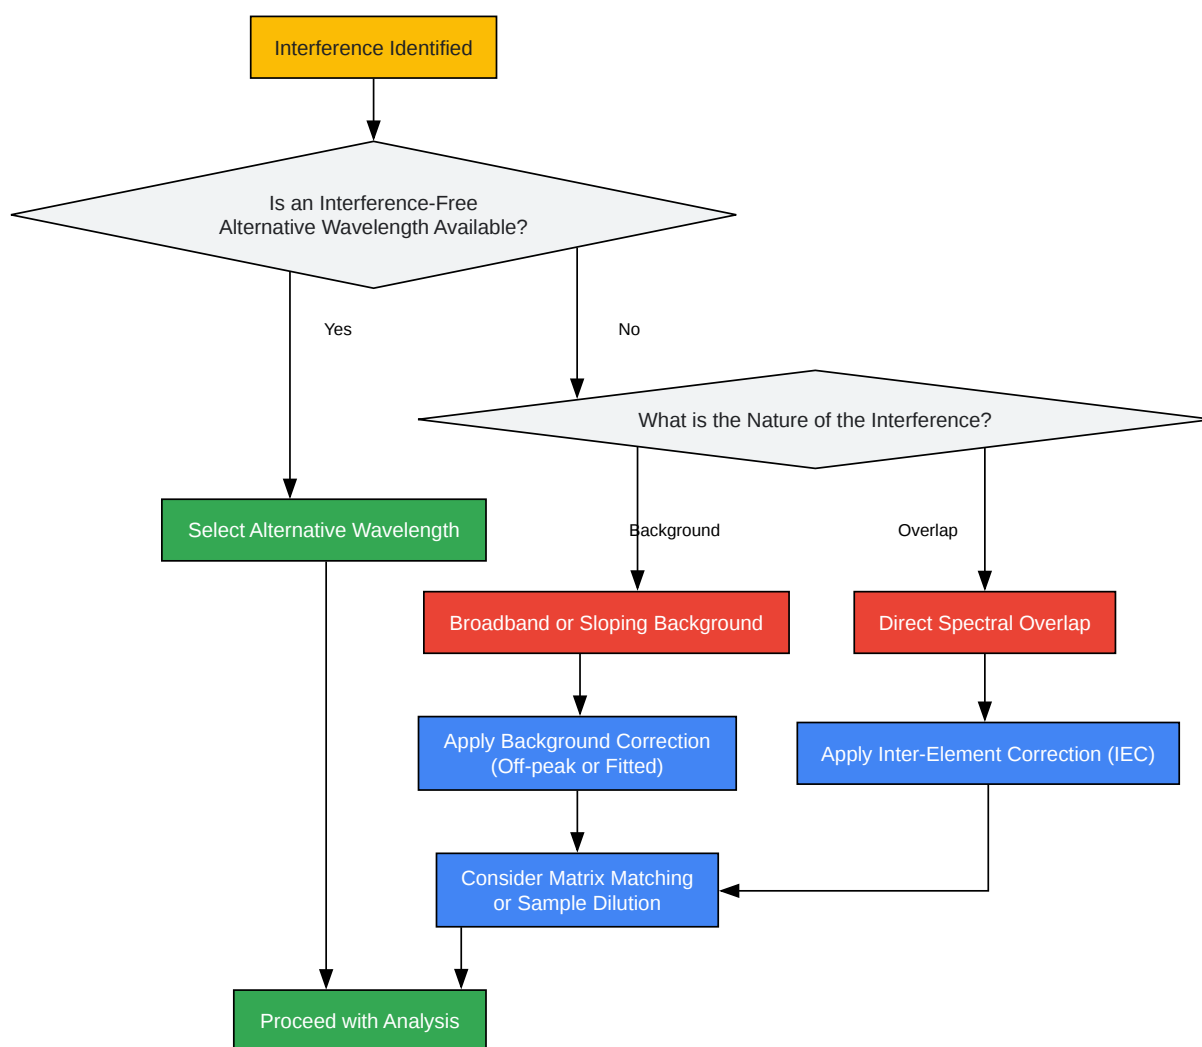 Interference Identified
Is an Interference-Free
Alternative Wavelength Available?
Yes
No
What is the Nature of the Interference?
Select Alternative Wavelength
Background
Overlap
Broadband or Sloping Background
Direct Spectral Overlap
Apply Background Correction
(Off-peak or Fitted)
Apply Inter-Element Correction (IEC)
Consider Matrix Matching
or Sample Dilution
Proceed with Analysis